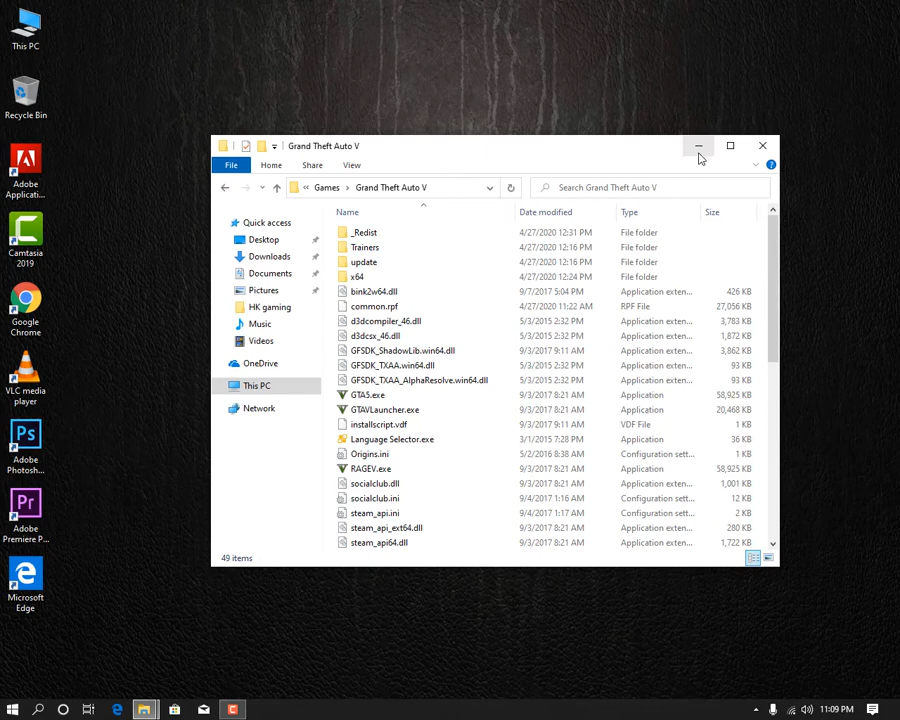 This PC
Recycle Bin
Adobe
Applicati...
Camtasia
2019
Google
Chrome
VLC media
player
Adobe
Photosh...
Adobe
Premiere P...
Microsoft
Edge
Grand Theft Auto V
File Home Share View
« Games > Grand Theft Auto V
Search Grand Theft Auto V
Quick access
Desktop
Downloads
Documents
Pictures
HK gaming
Music
Videos
OneDrive
This PC
Network
Name Date modified Type Size
_Redist 4/27/2020 12:31 PM File folder
Trainers 4/27/2020 12:16 PM File folder
update 4/27/2020 12:16 PM File folder
x64 4/27/2020 12:24 PM File folder
bink2w64.dll 9/7/2017 5:04 PM Application exten... 426 KB
common.rpf 4/27/2020 11:22 AM RPF File 27,056 KB
d3dcompiler_46.dll 5/3/2015 2:32 PM Application exten... 3,783 KB
d3dcsx_46.dll 5/3/2015 2:32 PM Application exten... 1,872 KB
GFSDK_ShadowLib.win64.dll 9/3/2017 9:11 AM Application exten... 3,862 KB
GFSDK_TXAA.win64.dll 5/3/2015 2:32 PM Application exten... 93 KB
GFSDK_TXAA_AlphaResolve.win64.dll 5/3/2015 2:32 PM Application exten... 93 KB
GTA5.exe 9/3/2017 8:21 AM Application 58,925 KB
GTAVLauncher.exe 9/3/2017 8:21 AM Application 20,468 KB
installscript.vdf 9/3/2017 9:11 AM VDF File 1 KB
Language Selector.exe 3/1/2015 7:28 PM Application 36 KB
Origins.ini 5/2/2016 8:38 AM Configuration sett... 1 KB
RAGEV.exe 9/3/2017 8:21 AM Application 58,925 KB
socialclub.dll 9/3/2017 8:21 AM Application exten... 1,001 KB
socialclub.ini 9/4/2017 1:16 AM Configuration sett... 12 KB
steam_api.ini 9/4/2017 1:17 AM Configuration sett... 2 KB
steam_api_ext64.dll 9/3/2017 8:21 AM Application exten... 280 KB
steam_api64.dll 9/3/2017 8:21 AM Application exten... 1,722 KB
49 items
11:09 PM